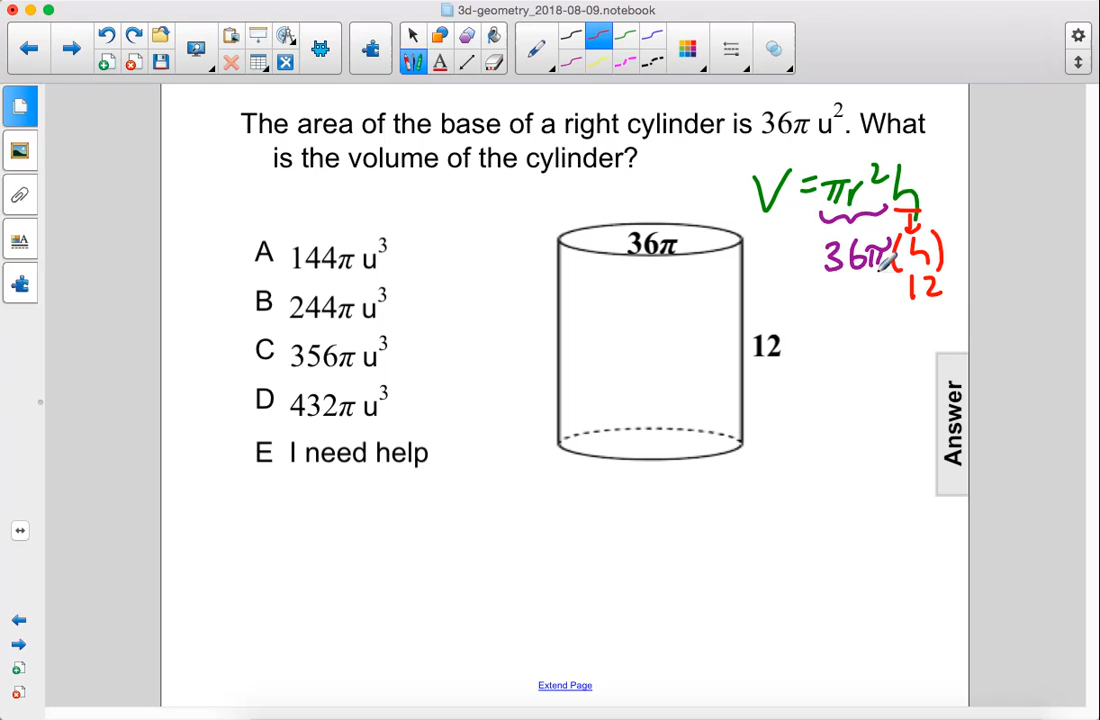 3d-geometry_2018-08-09.notebook
The area of the base of a right cylinder is 36π u². What
is the volume of the cylinder?
V = πr²h
36π(h)
12
36π
12
A 144π u³
B 244π u³
C 356π u³
D 432π u³
E I need help
Answer
Extend Page